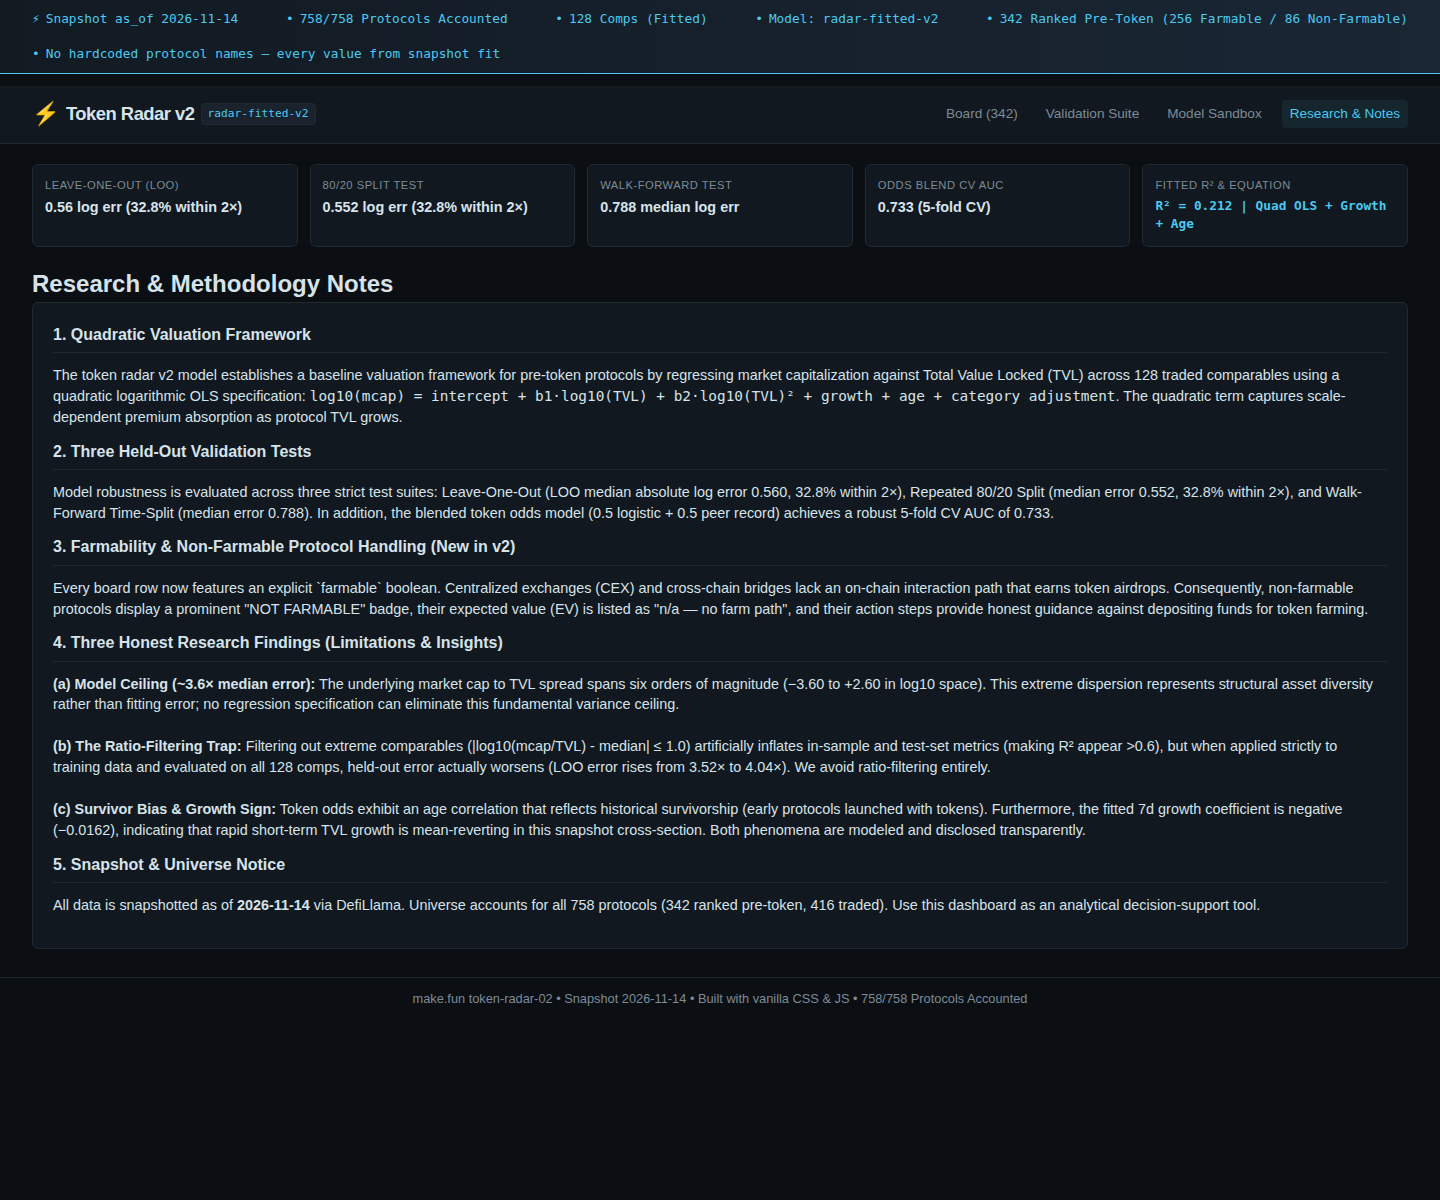 ⚡ Snapshot as_of 2026-11-14 • 758/758 Protocols Accounted • 128 Comps (Fitted) • Model: radar-fitted-v2 • 342 Ranked Pre-Token (256 Farmable / 86 Non-Farmable)
• No hardcoded protocol names — every value from snapshot fit
⚡ Token Radar v2 radar-fitted-v2 Board (342) Validation Suite Model Sandbox Research & Notes
LEAVE-ONE-OUT (LOO)
0.56 log err (32.8% within 2×)
80/20 SPLIT TEST
0.552 log err (32.8% within 2×)
WALK-FORWARD TEST
0.788 median log err
ODDS BLEND CV AUC
0.733 (5-fold CV)
FITTED R² & EQUATION
R² = 0.212 | Quad OLS + Growth
+ Age
Research & Methodology Notes
1. Quadratic Valuation Framework
The token radar v2 model establishes a baseline valuation framework for pre-token protocols by regressing market capitalization against Total Value Locked (TVL) across 128 traded comparables using a
quadratic logarithmic OLS specification: log10(mcap) = intercept + b1·log10(TVL) + b2·log10(TVL)² + growth + age + category adjustment. The quadratic term captures scale-
dependent premium absorption as protocol TVL grows.
2. Three Held-Out Validation Tests
Model robustness is evaluated across three strict test suites: Leave-One-Out (LOO median absolute log error 0.560, 32.8% within 2×), Repeated 80/20 Split (median error 0.552, 32.8% within 2×), and Walk-
Forward Time-Split (median error 0.788). In addition, the blended token odds model (0.5 logistic + 0.5 peer record) achieves a robust 5-fold CV AUC of 0.733.
3. Farmability & Non-Farmable Protocol Handling (New in v2)
Every board row now features an explicit `farmable` boolean. Centralized exchanges (CEX) and cross-chain bridges lack an on-chain interaction path that earns token airdrops. Consequently, non-farmable
protocols display a prominent "NOT FARMABLE" badge, their expected value (EV) is listed as "n/a — no farm path", and their action steps provide honest guidance against depositing funds for token farming.
4. Three Honest Research Findings (Limitations & Insights)
(a) Model Ceiling (~3.6× median error): The underlying market cap to TVL spread spans six orders of magnitude (−3.60 to +2.60 in log10 space). This extreme dispersion represents structural asset diversity
rather than fitting error; no regression specification can eliminate this fundamental variance ceiling.
(b) The Ratio-Filtering Trap: Filtering out extreme comparables (|log10(mcap/TVL) - median| ≤ 1.0) artificially inflates in-sample and test-set metrics (making R² appear >0.6), but when applied strictly to
training data and evaluated on all 128 comps, held-out error actually worsens (LOO error rises from 3.52× to 4.04×). We avoid ratio-filtering entirely.
(c) Survivor Bias & Growth Sign: Token odds exhibit an age correlation that reflects historical survivorship (early protocols launched with tokens). Furthermore, the fitted 7d growth coefficient is negative
(−0.0162), indicating that rapid short-term TVL growth is mean-reverting in this snapshot cross-section. Both phenomena are modeled and disclosed transparently.
5. Snapshot & Universe Notice
All data is snapshotted as of 2026-11-14 via DefiLlama. Universe accounts for all 758 protocols (342 ranked pre-token, 416 traded). Use this dashboard as an analytical decision-support tool.
make.fun token-radar-02 • Snapshot 2026-11-14 • Built with vanilla CSS & JS • 758/758 Protocols Accounted